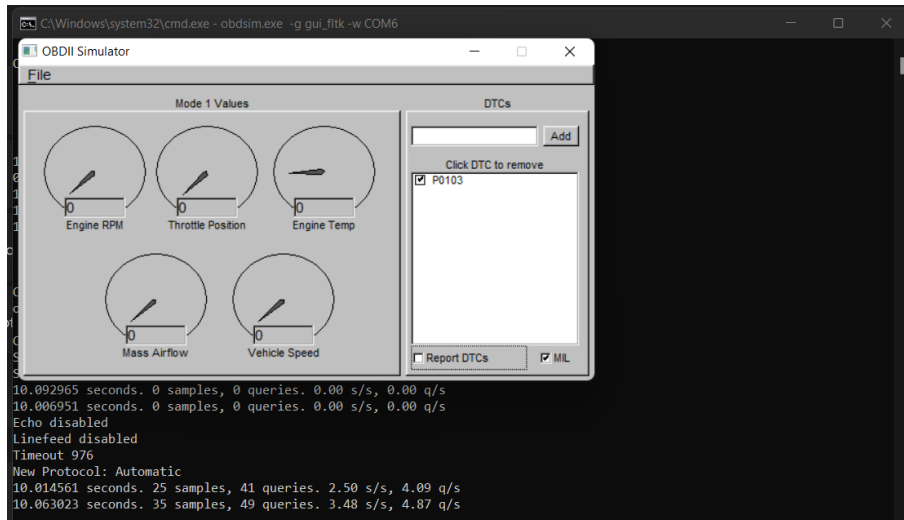 C:\Windows\system32\cmd.exe - obdsim.exe -g gui_fltk -w COM6
OBDII Simulator
File
Mode 1 Values
DTCs
Add
Click DTC to remove
P0103
0
Engine RPM
0
Throttle Position
0
Engine Temp
0
Mass Airflow
0
Vehicle Speed
Report DTCs
MIL
10.092965 seconds. 0 samples, 0 queries. 0.00 s/s, 0.00 q/s
10.006951 seconds. 0 samples, 0 queries. 0.00 s/s, 0.00 q/s
Echo disabled
Linefeed disabled
Timeout 976
New Protocol: Automatic
10.014561 seconds. 25 samples, 41 queries. 2.50 s/s, 4.09 q/s
10.063023 seconds. 35 samples, 49 queries. 3.48 s/s, 4.87 q/s